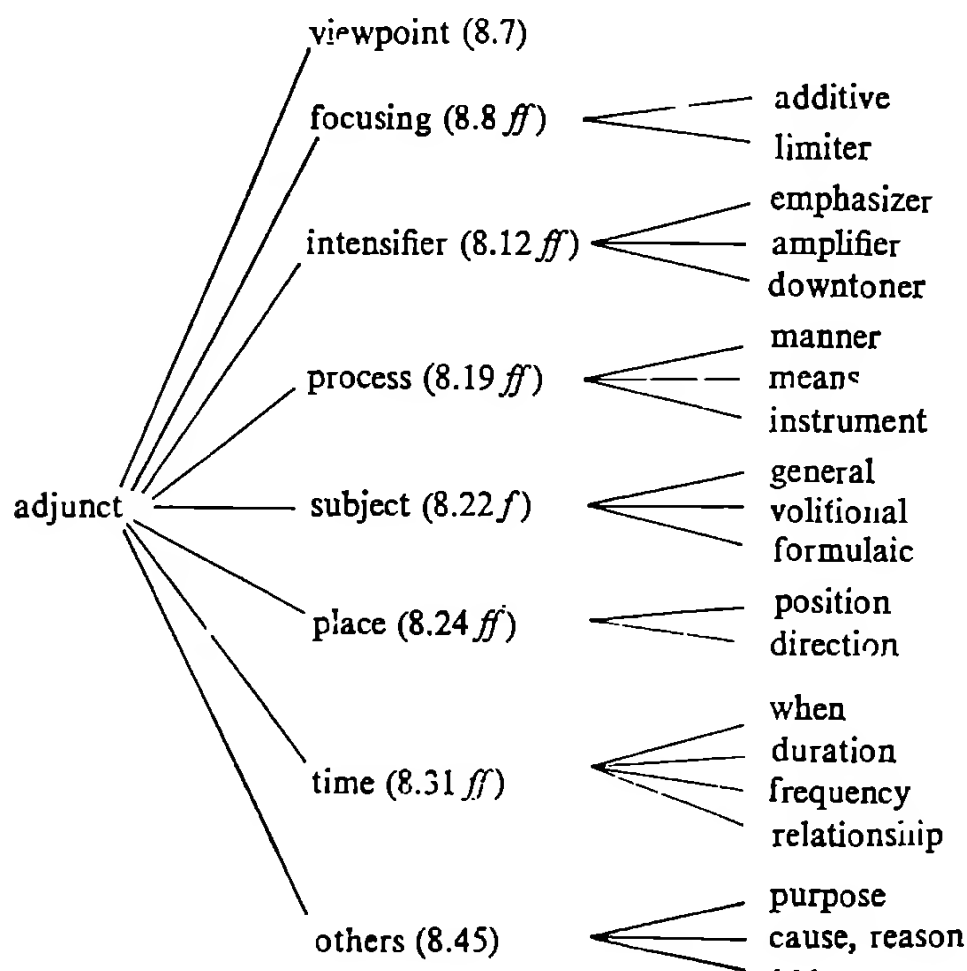 viewpoint (8.7)
focusing (8.8 ff)
additive
limiter
intensifier (8.12 ff)
emphasizer
amplifier
downtoner
process (8.19 ff)
manner
means
instrument
adjunct
subject (8.22 f)
general
volitional
formulaic
place (8.24 ff)
position
direction
time (8.31 ff)
when
duration
frequency
relationship
others (8.45)
purpose
cause, reason